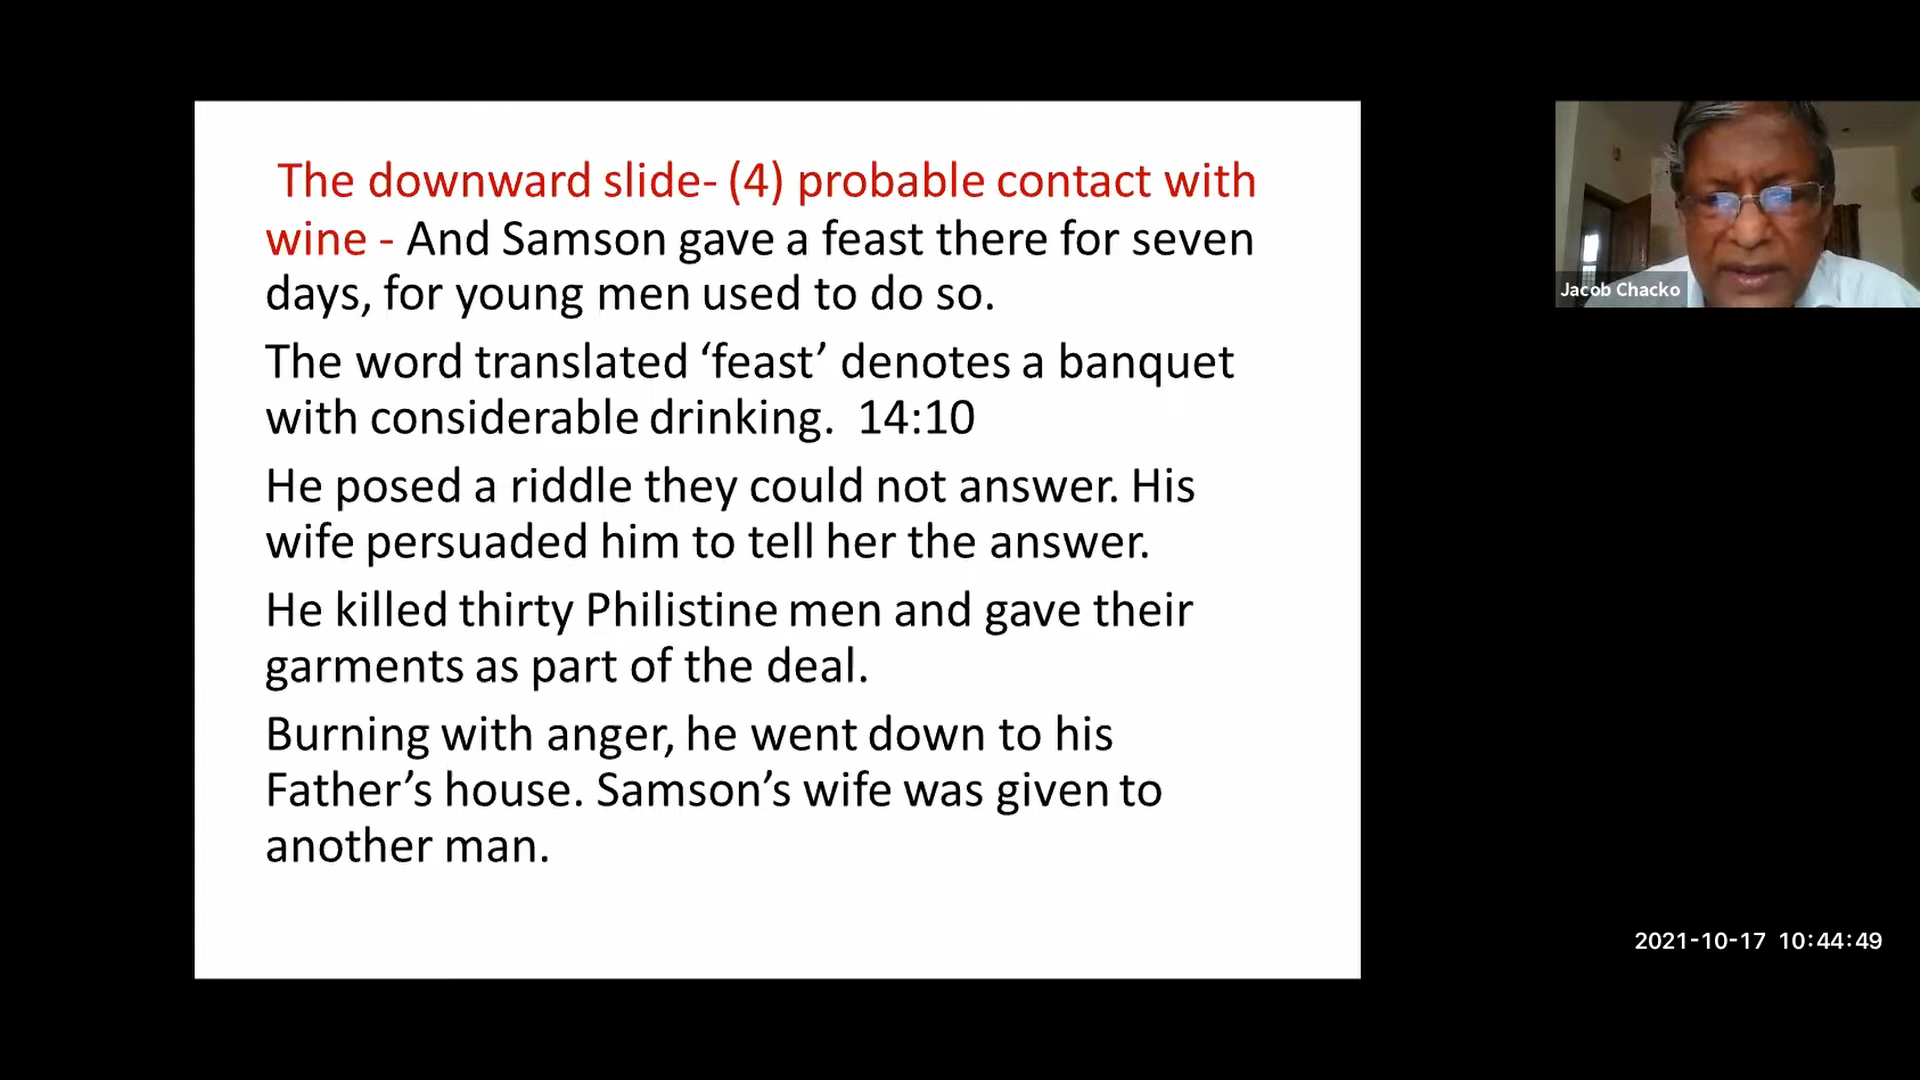 The downward slide- (4) probable contact with
wine - And Samson gave a feast there for seven
days, for young men used to do so.
The word translated ‘feast’ denotes a banquet
with considerable drinking.  14:10
He posed a riddle they could not answer. His
wife persuaded him to tell her the answer.
He killed thirty Philistine men and gave their
garments as part of the deal.
Burning with anger, he went down to his
Father’s house. Samson’s wife was given to
another man.
Jacob Chacko
2021-10-17 10:44:49